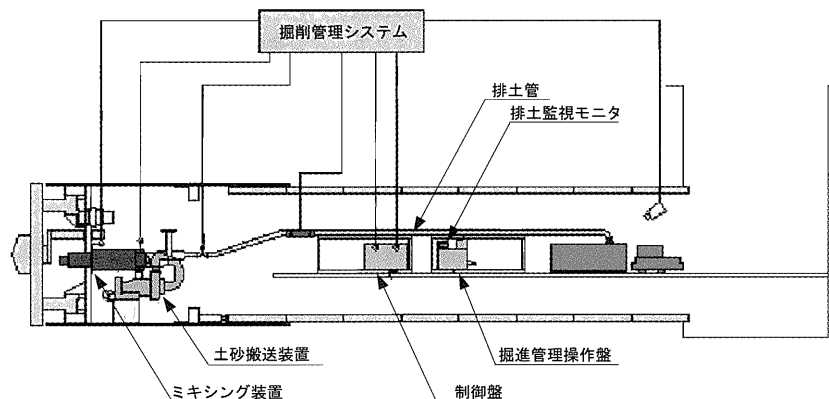 掘削管理システム
排土管
排土監視モニタ
土砂搬送装置
掘進管理操作盤
ミキシング装置
制御盤